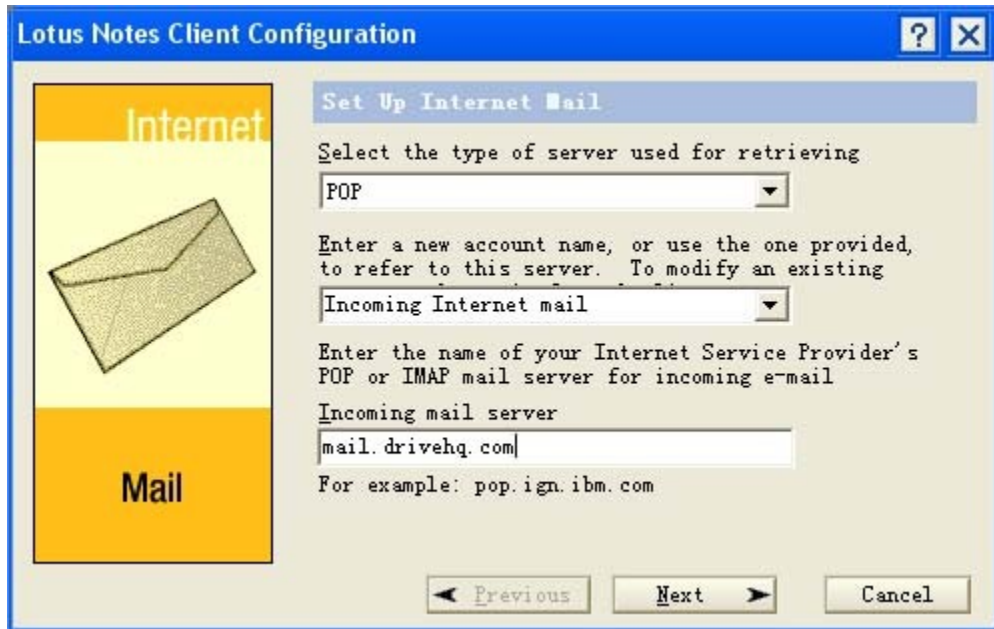 Lotus Notes Client Configuration
Internet
Mail
Set Up Internet Mail
Select the type of server used for retrieving
POP
Enter a new account name, or use the one provided,
to refer to this server. To modify an existing
Incoming Internet mail
Enter the name of your Internet Service Provider's
POP or IMAP mail server for incoming e-mail
Incoming mail server
mail.drivehq.com
For example: pop.ign.ibm.com
Previous
Next
Cancel